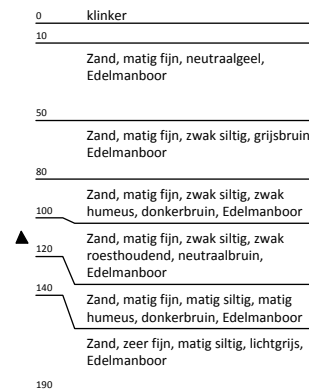 0 klinker
10
Zand, matig fijn, neutraalgeel,
Edelmanboor
50
Zand, matig fijn, zwak siltig, grijsbruin,
Edelmanboor
80
Zand, matig fijn, zwak siltig, zwak
humeus, donkerbruin, Edelmanboor
100
Zand, matig fijn, zwak siltig, zwak
roesthoudend, neutraalbruin,
Edelmanboor
120
140
Zand, matig fijn, matig siltig, matig
humeus, donkerbruin, Edelmanboor
Zand, zeer fijn, matig siltig, lichtgrijs,
Edelmanboor
190